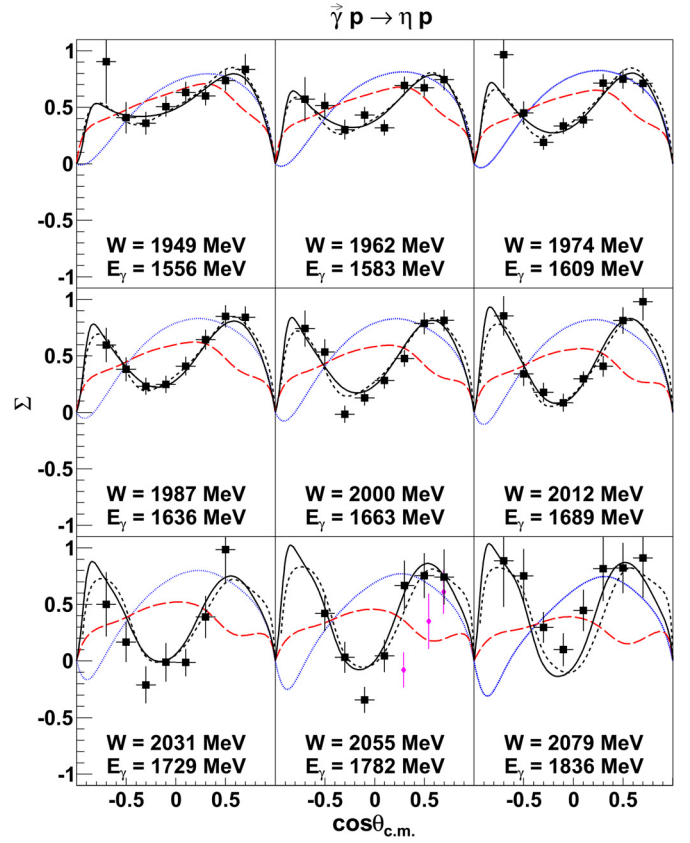 γ⃗ p → η p
1
0.5
0
-0.5
-1
W = 1949 MeV
Eγ = 1556 MeV
W = 1962 MeV
Eγ = 1583 MeV
W = 1974 MeV
Eγ = 1609 MeV
Σ
1
0.5
0
-0.5
-1
W = 1987 MeV
Eγ = 1636 MeV
W = 2000 MeV
Eγ = 1663 MeV
W = 2012 MeV
Eγ = 1689 MeV
1
0.5
0
-0.5
-1
W = 2031 MeV
Eγ = 1729 MeV
W = 2055 MeV
Eγ = 1782 MeV
W = 2079 MeV
Eγ = 1836 MeV
-0.5 0 0.5 -0.5 0 0.5 -0.5 0 0.5
cosθc.m.